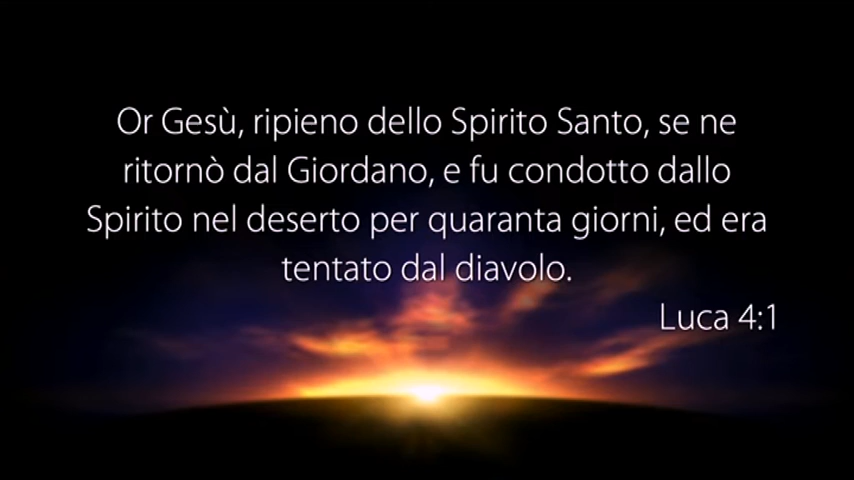 Or Gesù, ripieno dello Spirito Santo, se ne
ritornò dal Giordano, e fu condotto dallo
Spirito nel deserto per quaranta giorni, ed era
tentato dal diavolo.
Luca 4:1